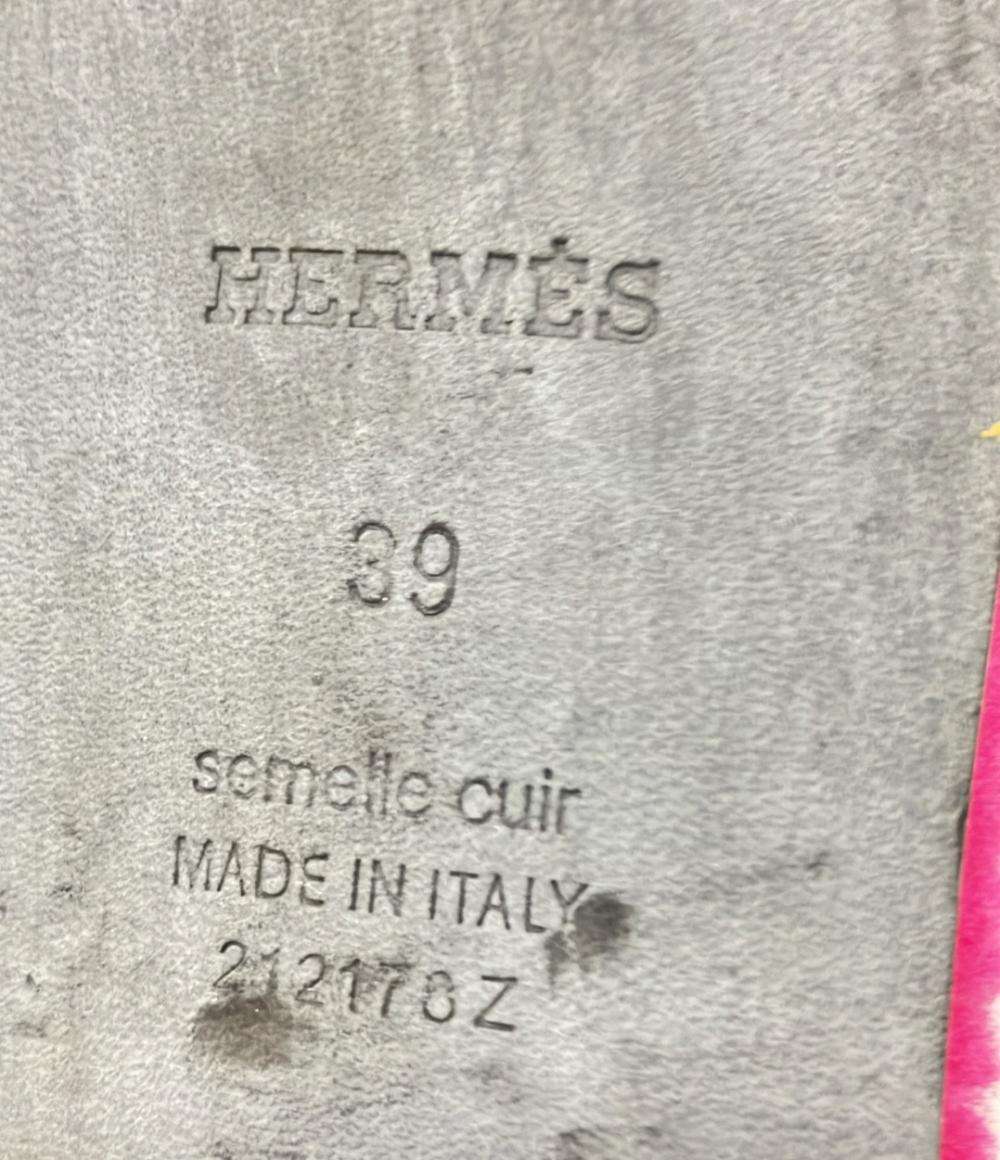 HERMÈS
39
semelle cuir
MADE IN ITALY
212178Z